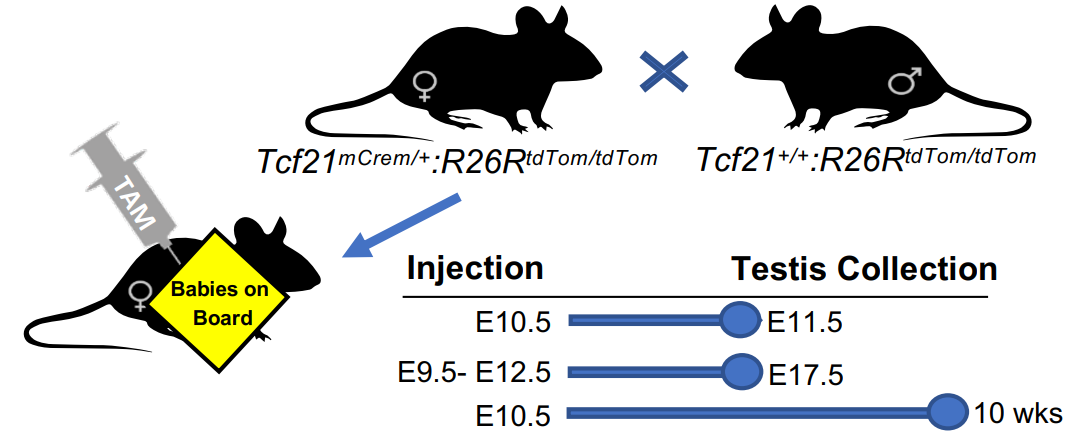 ♀
♂
Tcf21mCrem/+:R26RtdTom/tdTom
Tcf21+/+:R26RtdTom/tdTom
TAM
♀
Babies on
Board
Injection Testis Collection
E10.5 E11.5
E9.5- E12.5 E17.5
E10.5 10 wks